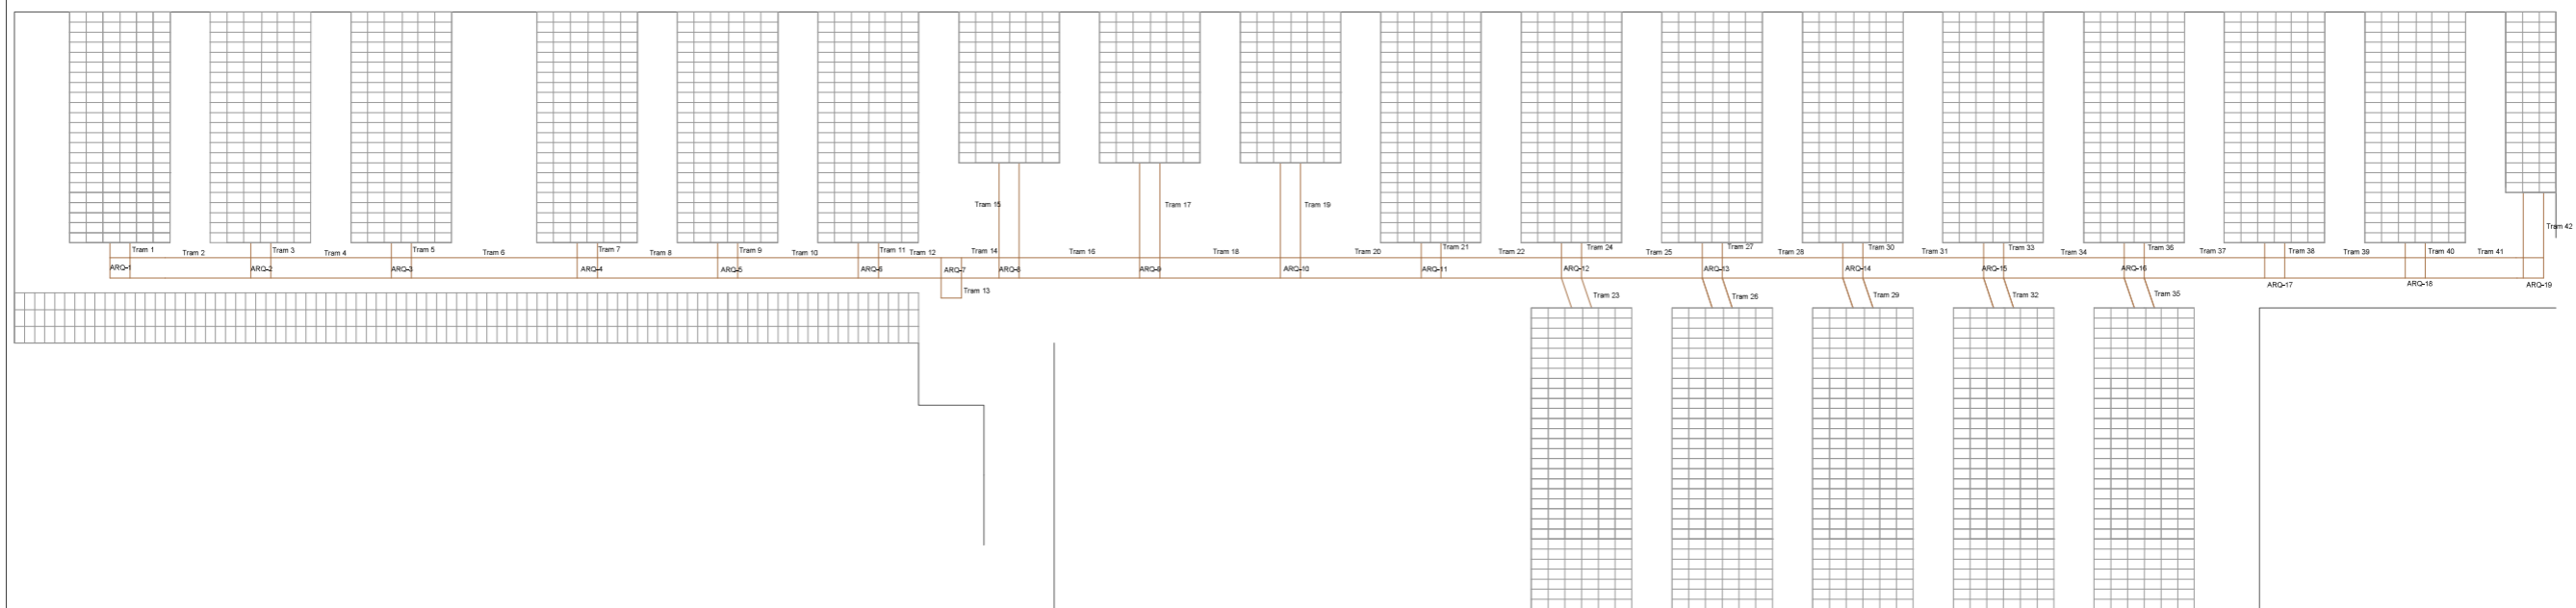 Tram 15
Tram 17
Tram 19
Tram 42
Tram 1
Tram 2
Tram 3
Tram 4
Tram 5
Tram 6
Tram 7
Tram 8
Tram 9
Tram 10
Tram 11
Tram 12
Tram 14
Tram 16
Tram 18
Tram 20
Tram 21
Tram 22
Tram 24
Tram 25
Tram 27
Tram 28
Tram 30
Tram 31
Tram 33
Tram 34
Tram 36
Tram 37
Tram 38
Tram 39
Tram 40
Tram 41
ARQ-1
ARQ-2
ARQ-3
ARQ-4
ARQ-5
ARQ-6
ARQ-7
ARQ-8
ARQ-9
ARQ-10
ARQ-11
ARQ-12
ARQ-13
ARQ-14
ARQ-15
ARQ-16
ARQ-17
ARQ-18
ARQ-19
Tram 13
Tram 23
Tram 26
Tram 29
Tram 32
Tram 35